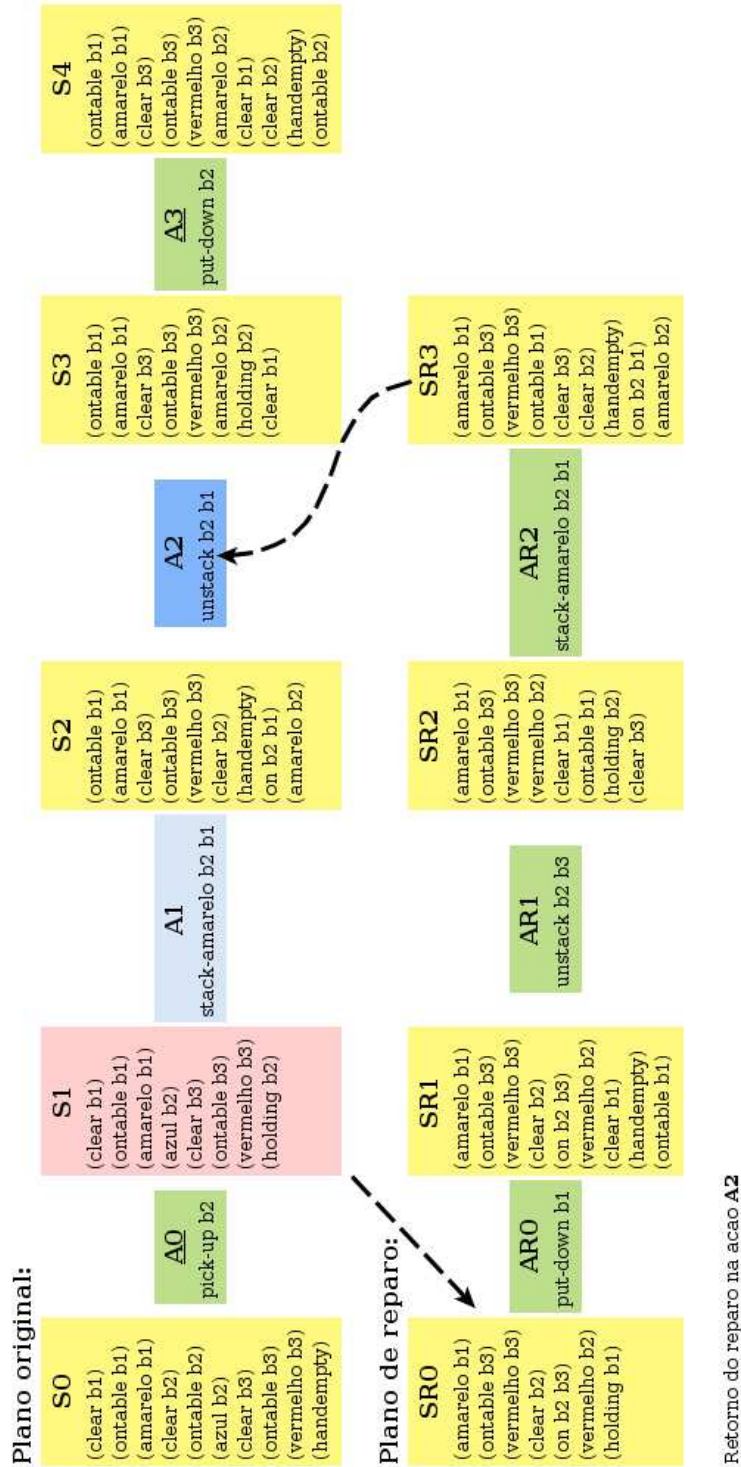 Plano original:
S0
(clear b1)
(ontable b1)
(amarelo b1)
(clear b2)
(ontable b2)
(azul b2)
(clear b3)
(ontable b3)
(vermelho b3)
(handempty)
A0
pick-up b2
S1
(clear b1)
(ontable b1)
(amarelo b1)
(azul b2)
(clear b3)
(ontable b3)
(vermelho b3)
(holding b2)
A1
stack-amarelo b2 b1
S2
(ontable b1)
(amarelo b1)
(clear b3)
(ontable b3)
(vermelho b3)
(clear b2)
(handempty)
(on b2 b1)
(amarelo b2)
A2
unstack b2 b1
S3
(ontable b1)
(amarelo b1)
(clear b3)
(ontable b3)
(vermelho b3)
(amarelo b2)
(holding b2)
(clear b1)
A3
put-down b2
S4
(ontable b1)
(amarelo b1)
(clear b3)
(ontable b3)
(vermelho b3)
(amarelo b2)
(clear b1)
(clear b2)
(handempty)
(ontable b2)
Plano de reparo:
SR0
(amarelo b1)
(ontable b3)
(vermelho b3)
(clear b2)
(on b2 b3)
(vermelho b2)
(holding b1)
AR0
put-down b1
SR1
(amarelo b1)
(ontable b3)
(vermelho b3)
(clear b2)
(on b2 b3)
(vermelho b2)
(clear b1)
(handempty)
(ontable b1)
AR1
unstack b2 b3
SR2
(amarelo b1)
(ontable b3)
(vermelho b3)
(vermelho b2)
(clear b1)
(ontable b1)
(holding b2)
(clear b3)
AR2
stack-amarelo b2 b1
SR3
(amarelo b1)
(ontable b3)
(vermelho b3)
(ontable b1)
(clear b3)
(clear b2)
(handempty)
(on b2 b1)
(amarelo b2)
Retorno do reparo na acao A2